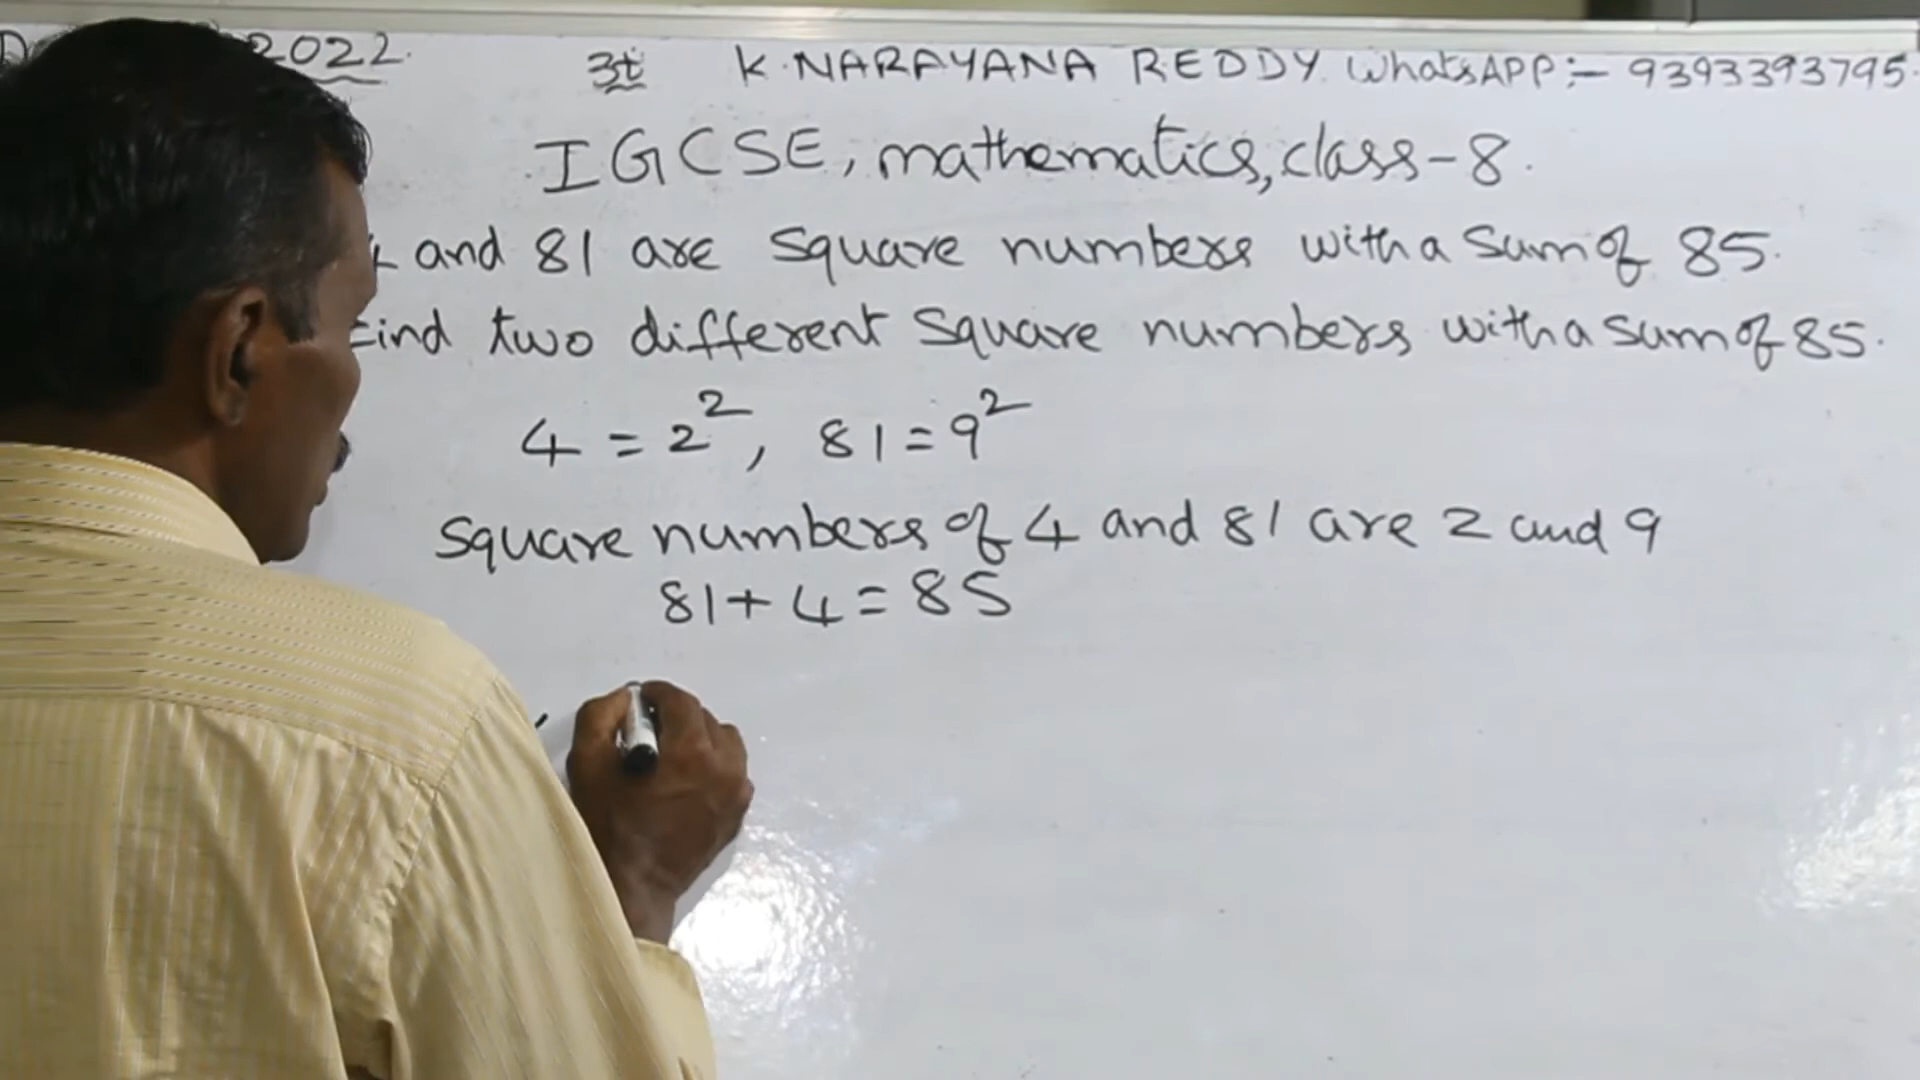 2022.
3t K.NARAYANA REDDY. WhatsAPP:- 9393393795.
IGCSE, mathematics, class-8.
and 81 are square numbers with a sum of 85.
Find two different square numbers with a sum of 85.
4 = 2², 81 = 9²
square numbers of 4 and 81 are 2 and 9
81 + 4 = 85